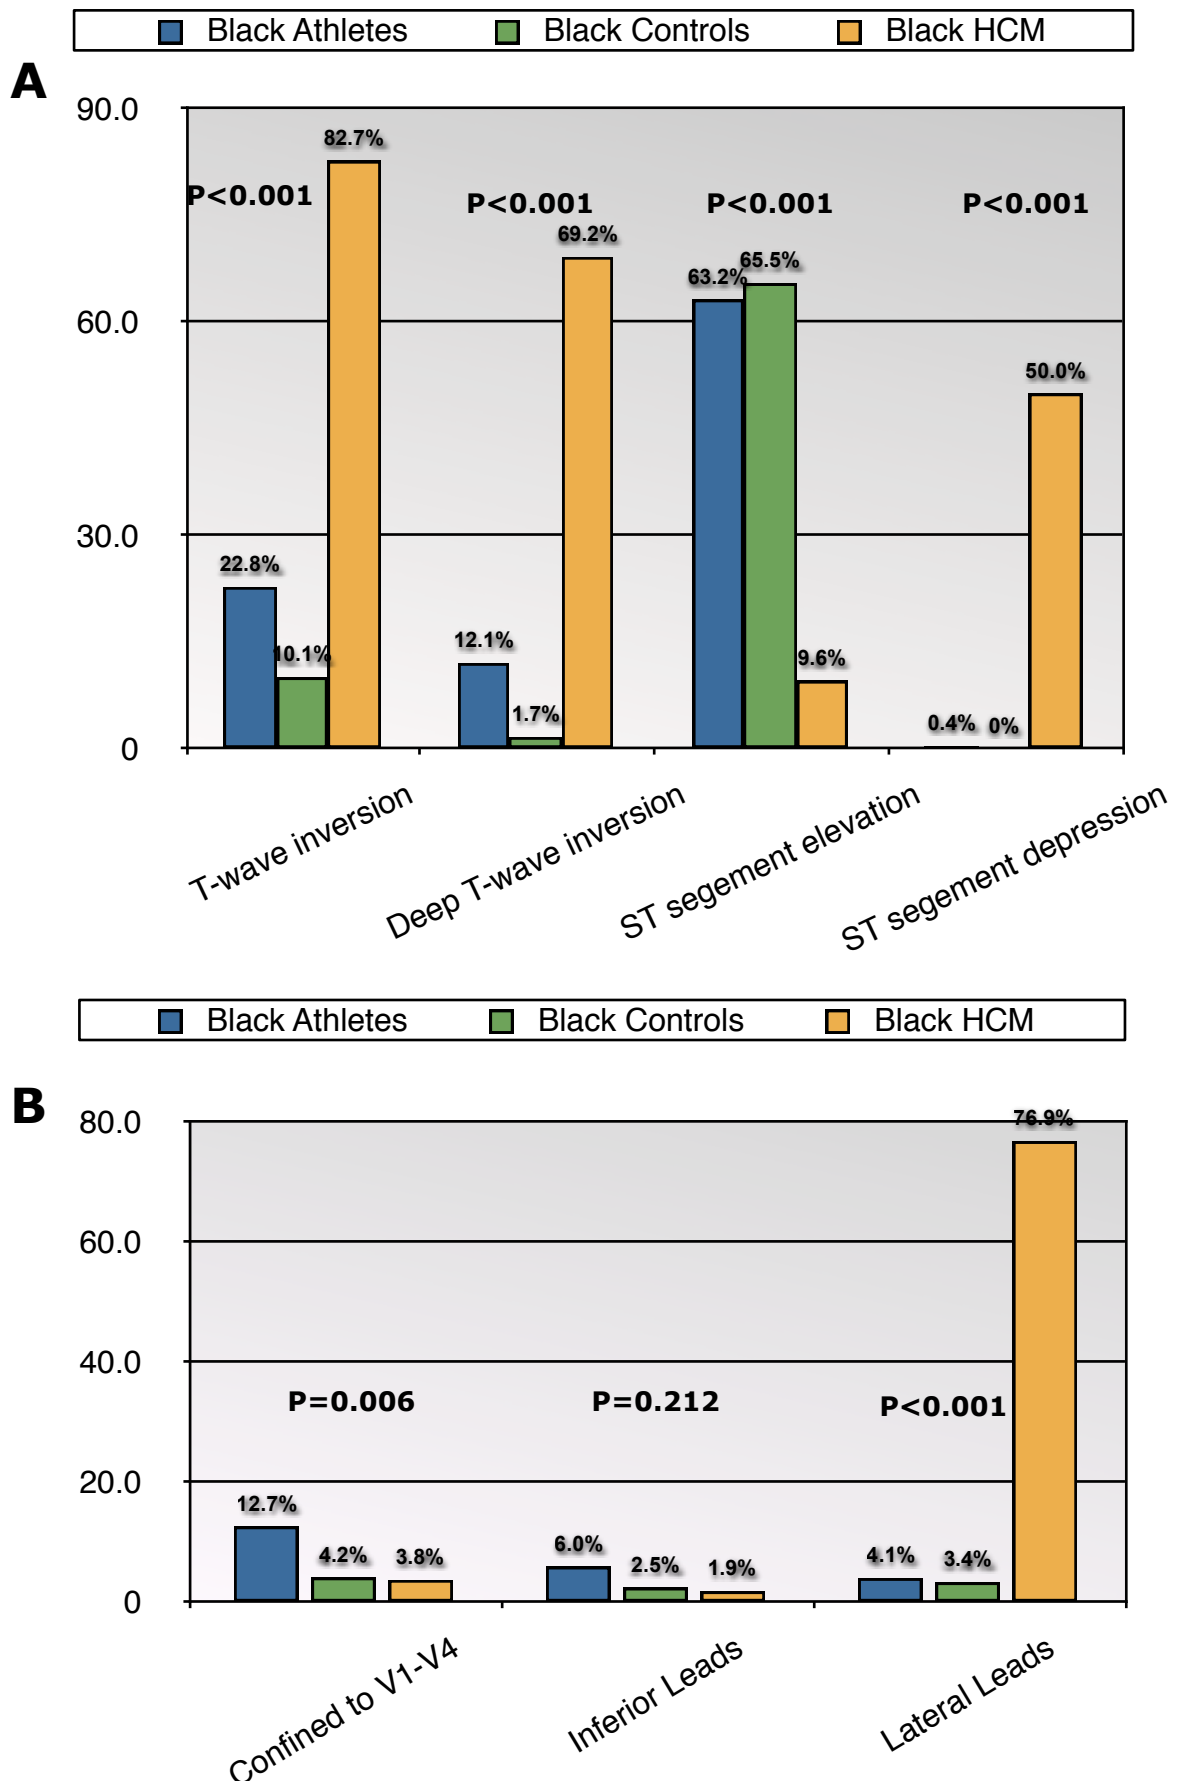 Black Athletes Black Controls Black HCM
A
90.0
60.0
30.0
0
82.7%
P<0.001
P<0.001
P<0.001
P<0.001
69.2%
65.5%
63.2%
50.0%
22.8%
10.1%
12.1%
1.7%
9.6%
0.4%
0%
T-wave inversion
Deep T-wave inversion
ST segement elevation
ST segement depression
Black Athletes Black Controls Black HCM
B
80.0
60.0
40.0
20.0
0
76.9%
P=0.006
P=0.212
P<0.001
12.7%
4.2%
3.8%
6.0%
2.5%
1.9%
4.1%
3.4%
Confined to V1-V4
Inferior Leads
Lateral Leads